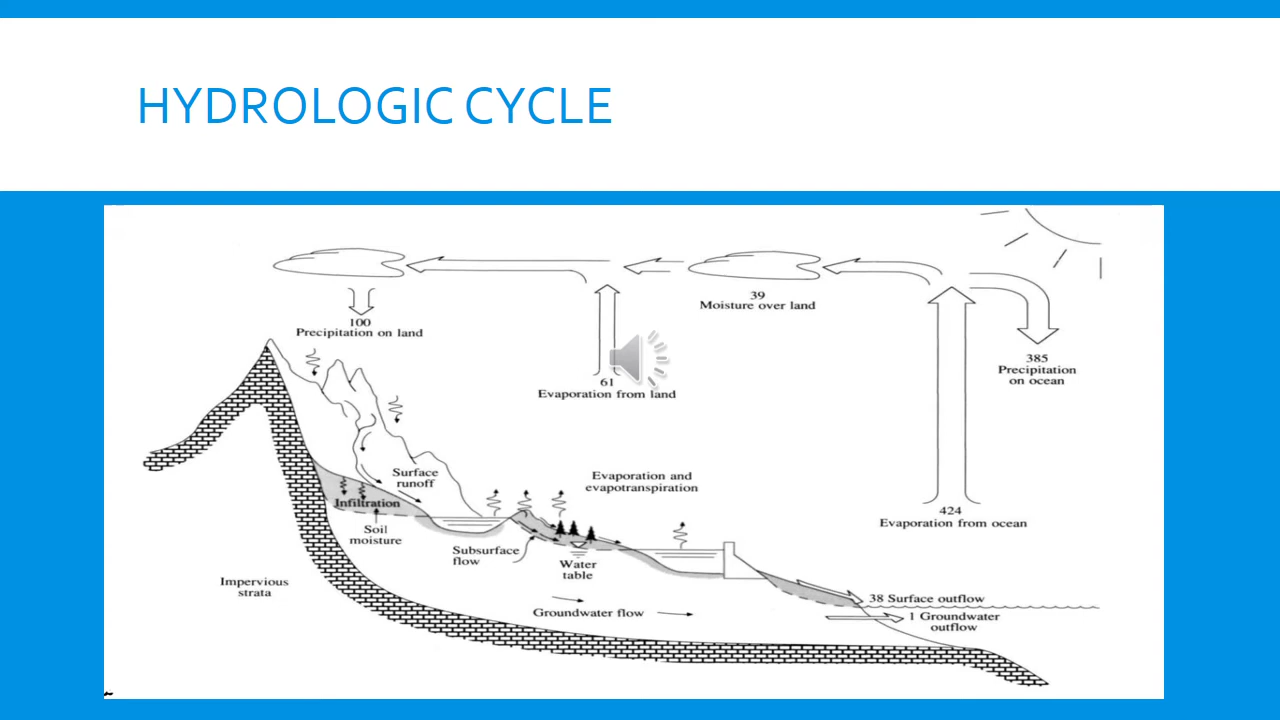 HYDROLOGIC CYCLE
39
Moisture over land
100
Precipitation on land
385
Precipitation
on ocean
61
Evaporation from land
Surface
runoff
Evaporation and
evapotranspiration
Infiltration
424
Evaporation from ocean
Soil
moisture
Subsurface
flow
Water
table
Impervious
strata
38 Surface outflow
Groundwater flow
1 Groundwater
outflow